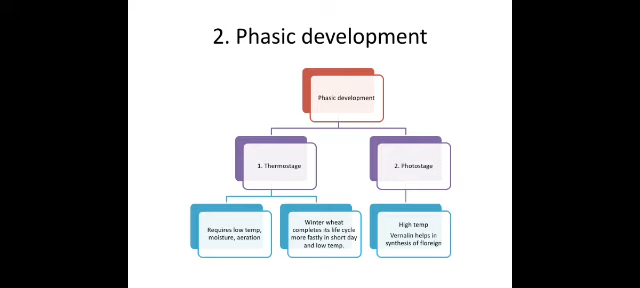 2. Phasic development
Phasic development
1. Thermostage
2. Photostage
Requires low temp,
moisture, aeration
Winter wheat
completes its life cycle
more fastly in short day
and low temp.
High temp
Vernalin helps in
synthesis of floreign